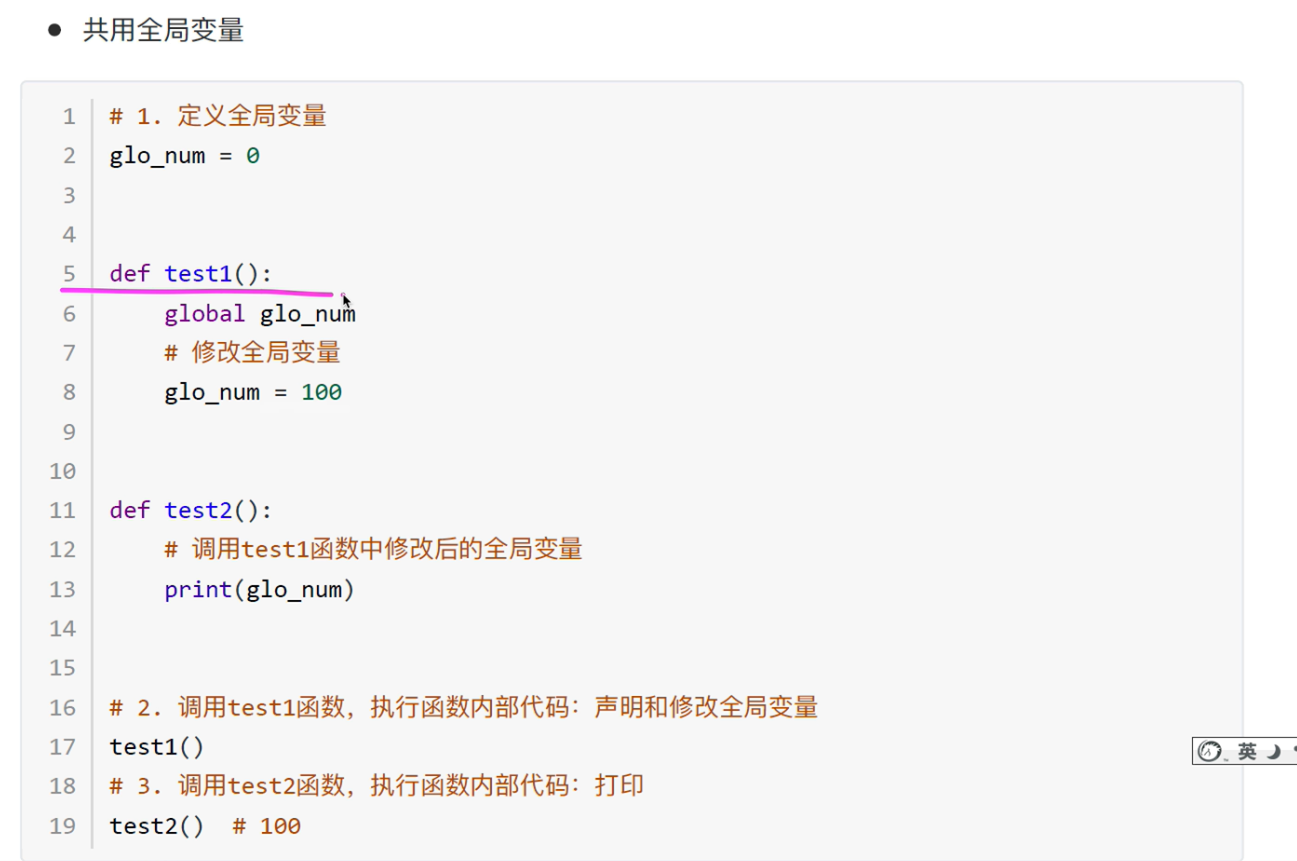 共用全局变量
1 # 1. 定义全局变量
2 glo_num = 0
3
4
5 def test1():
6     global glo_num
7     # 修改全局变量
8     glo_num = 100
9
10
11 def test2():
12     # 调用test1函数中修改后的全局变量
13     print(glo_num)
14
15
16 # 2. 调用test1函数，执行函数内部代码：声明和修改全局变量
17 test1()
18 # 3. 调用test2函数，执行函数内部代码：打印
19 test2()  # 100
英